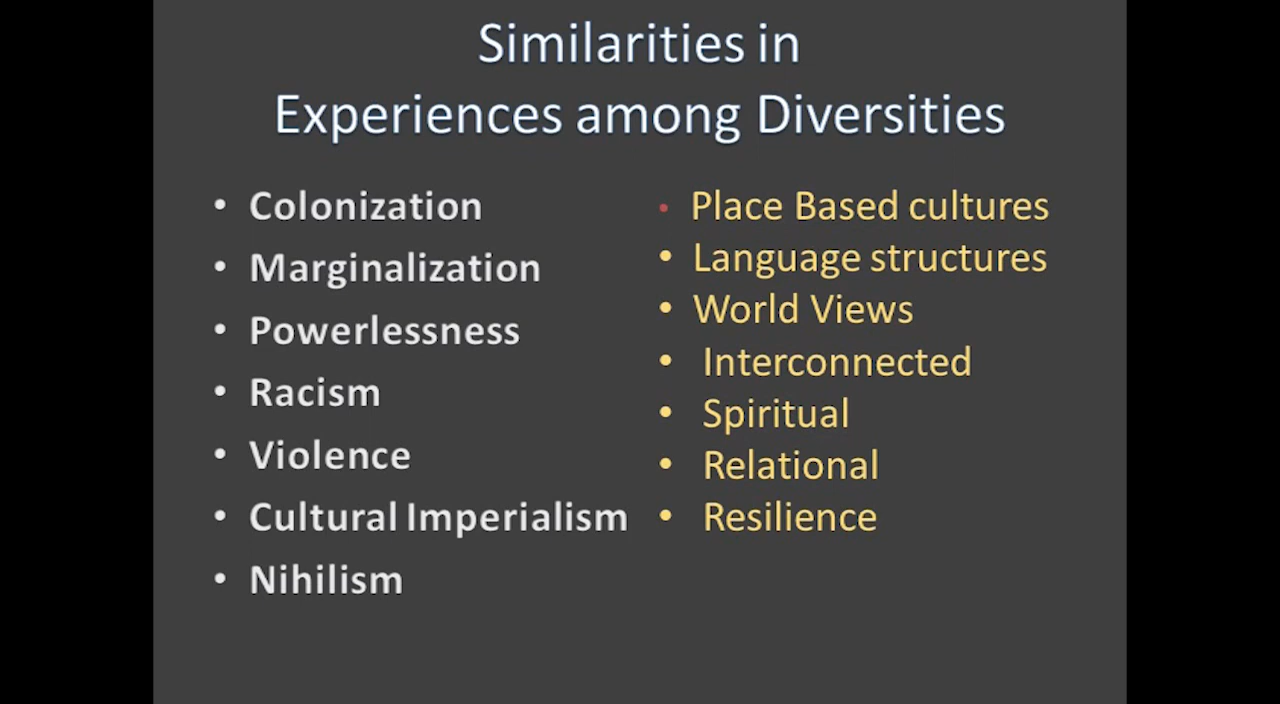 Similarities in
Experiences among Diversities
• Colonization
• Marginalization
• Powerlessness
• Racism
• Violence
• Cultural Imperialism
• Nihilism
• Place Based cultures
• Language structures
• World Views
• Interconnected
• Spiritual
• Relational
• Resilience